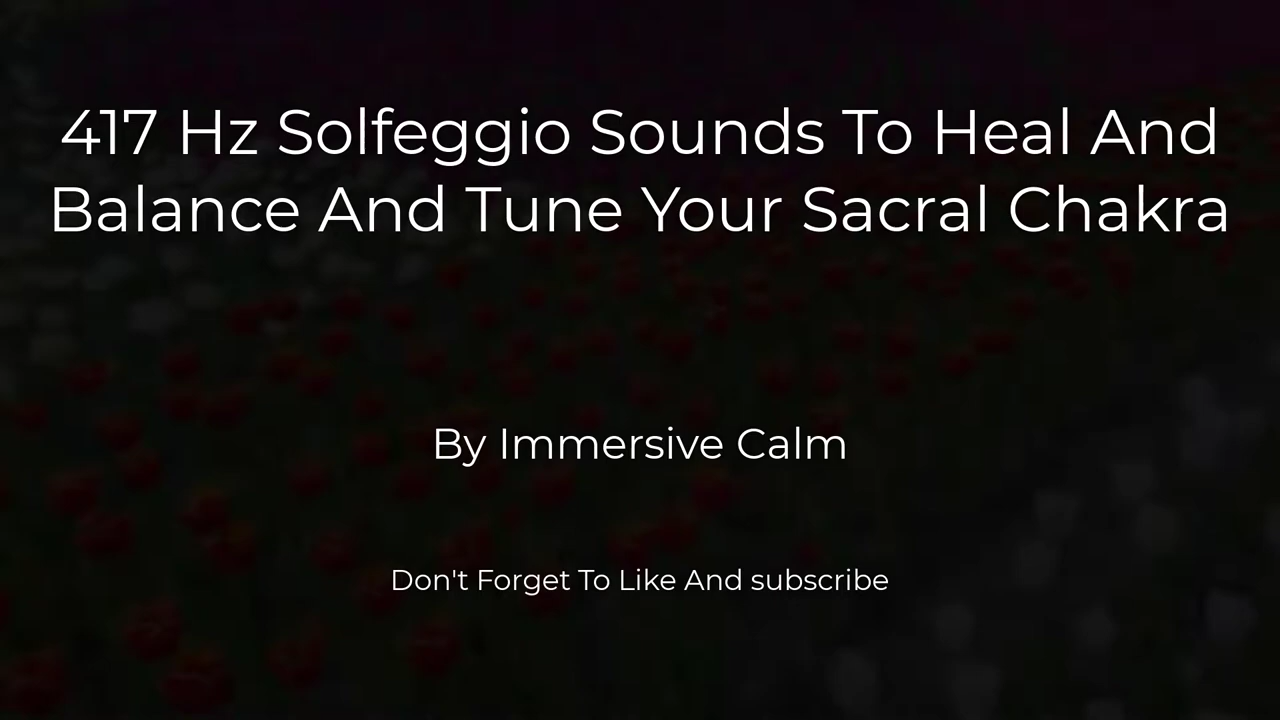 417 Hz Solfeggio Sounds To Heal And
Balance And Tune Your Sacral Chakra
By Immersive Calm
Don't Forget To Like And subscribe